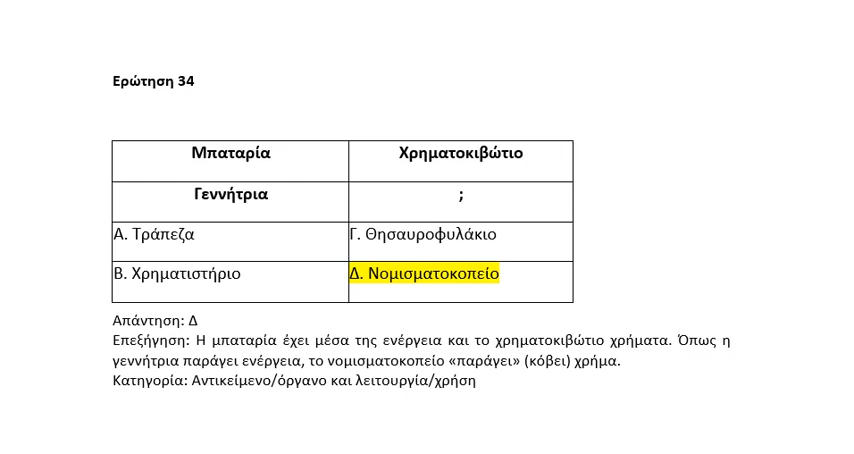 Ερώτηση 34
Μπαταρία Χρηματοκιβώτιο
Γεννήτρια ;
Α. Τράπεζα Γ. Θησαυροφυλάκιο
Β. Χρηματιστήριο Δ. Νομισματοκοπείο
Απάντηση: Δ
Επεξήγηση: Η μπαταρία έχει μέσα της ενέργεια και το χρηματοκιβώτιο χρήματα. Όπως η
γεννήτρια παράγει ενέργεια, το νομισματοκοπείο «παράγει» (κόβει) χρήμα.
Κατηγορία: Αντικείμενο/όργανο και λειτουργία/χρήση